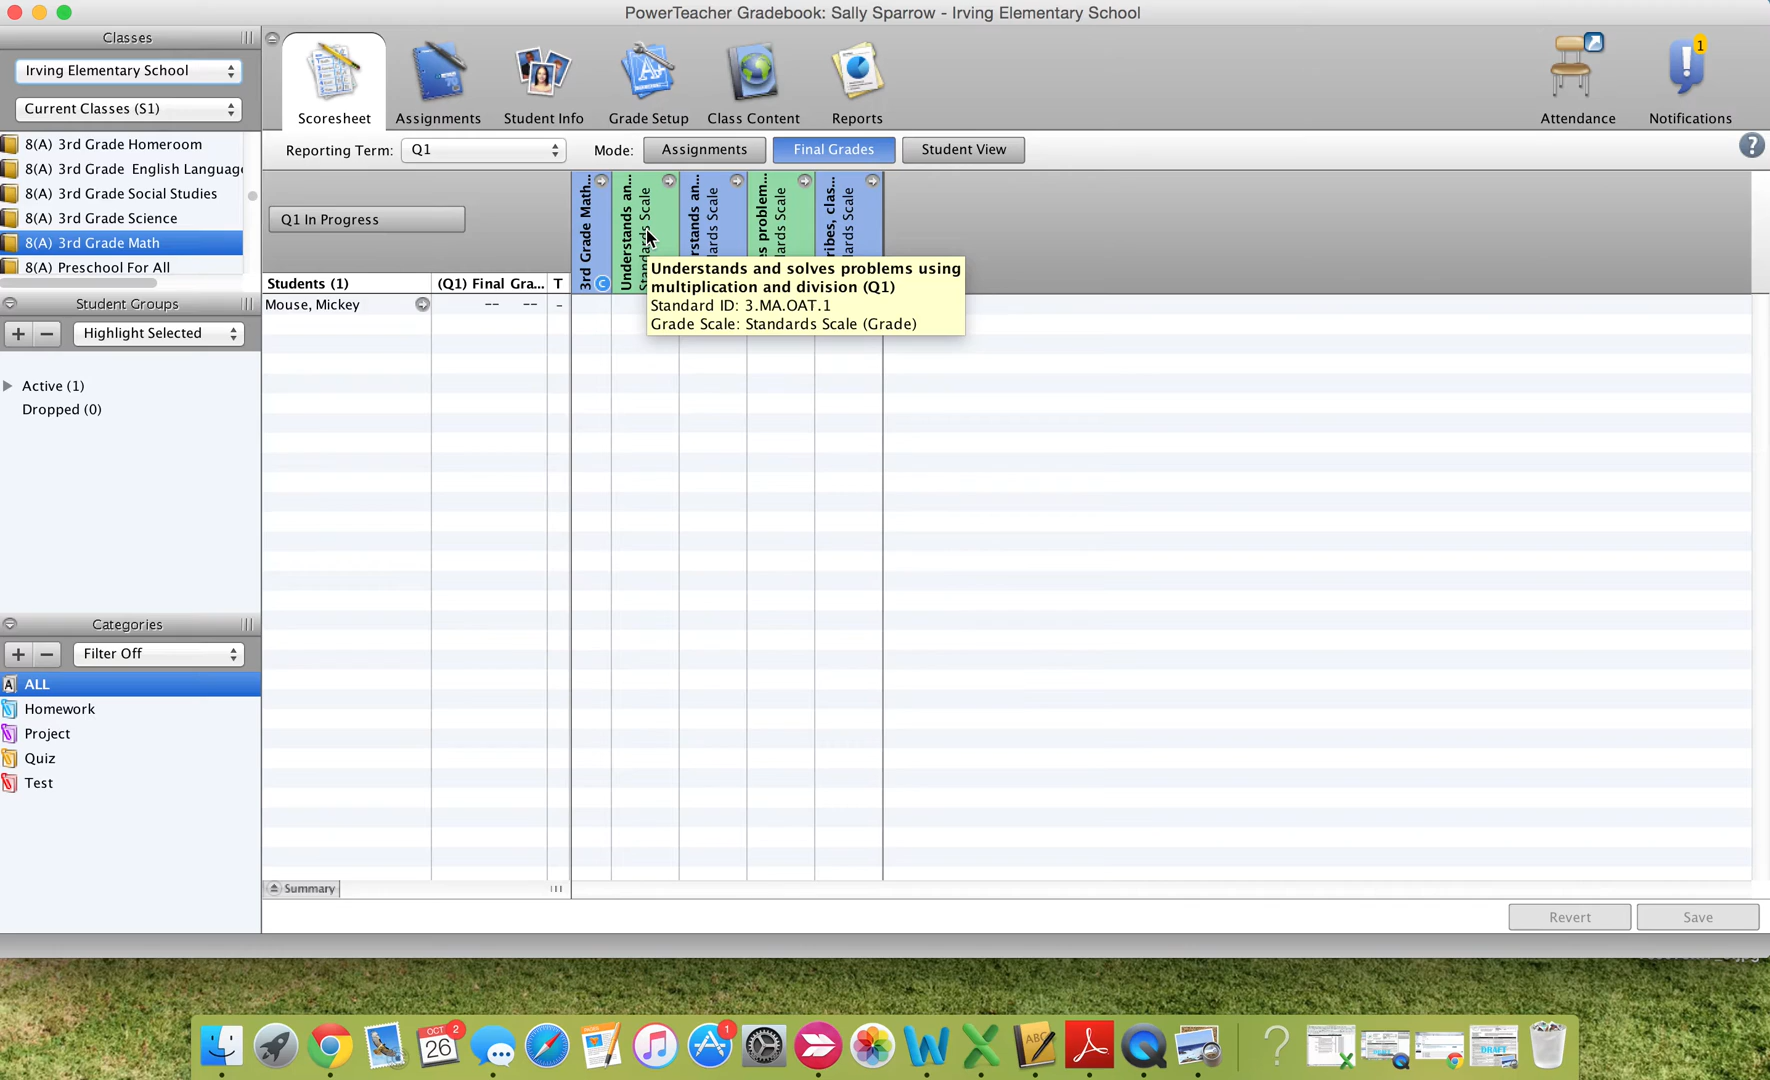 PowerTeacher Gradebook: Sally Sparrow - Irving Elementary School
Classes
Irving Elementary School
Current Classes (S1)
8(A) 3rd Grade Homeroom
8(A) 3rd Grade English Language
8(A) 3rd Grade Social Studies
8(A) 3rd Grade Science
8(A) 3rd Grade Math
8(A) Preschool For All
Student Groups
Highlight Selected
Active (1)
Dropped (0)
Categories
Filter Off
ALL
Homework
Project
Quiz
Test
Scoresheet
Assignments
Student Info
Grade Setup
Class Content
Reports
Attendance
1
Notifications
Reporting Term: Q1
Mode: Assignments Final Grades Student View
Q1 In Progress
3rd Grade Math...
C
Understands an...
Standards Scale
rstands an...
ards Scale
es problem...
ards Scale
ribes, clas...
ards Scale
Students (1) (Q1) Final Gra... T
Mouse, Mickey -- -- -
Understands and solves problems using
multiplication and division (Q1)
Standard ID: 3.MA.OAT.1
Grade Scale: Standards Scale (Grade)
Summary
Revert Save
OCT 2
26
1
ABC
DRAFT